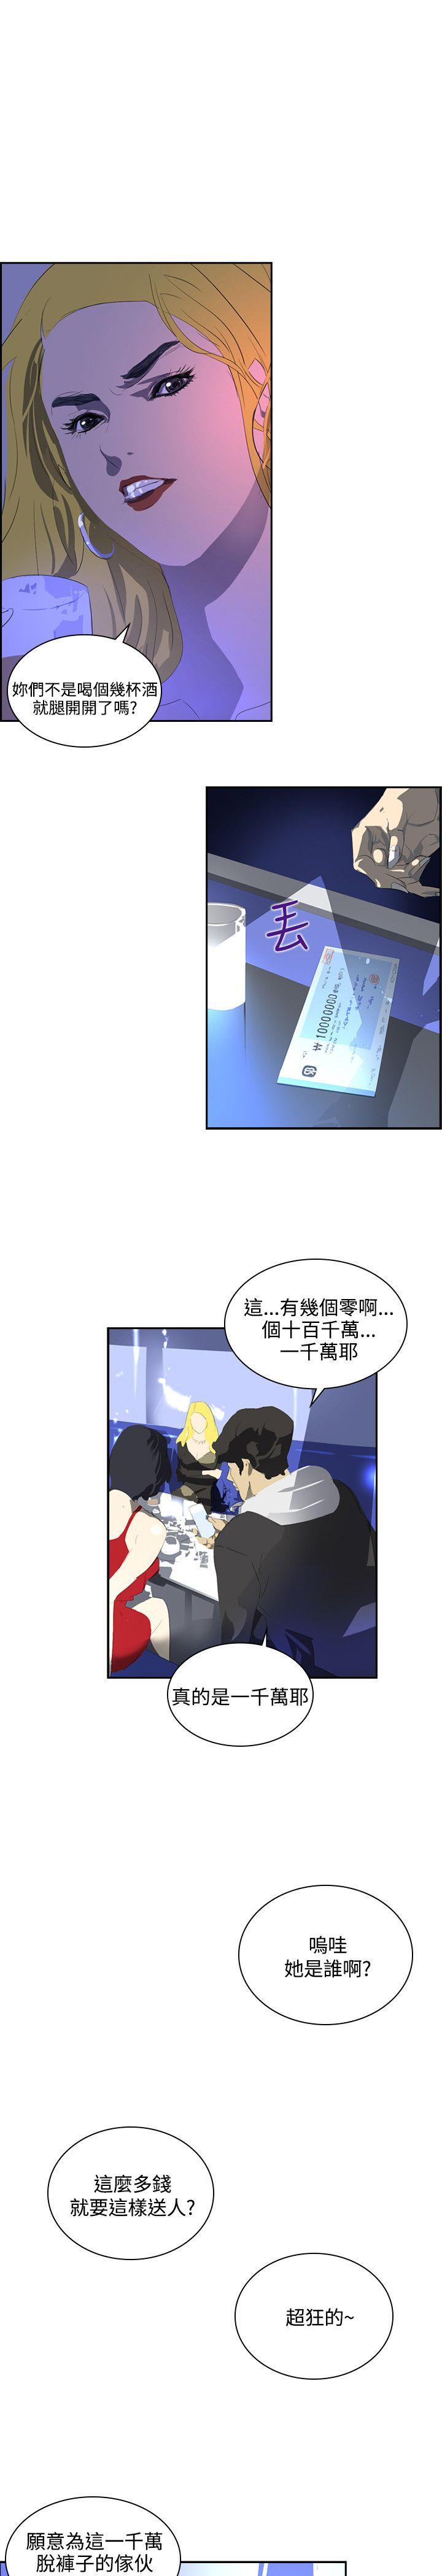 妳們不是喝個幾杯酒
就腿開開了嗎?
丟
₩10000000
這...有幾個零啊...
個十百千萬...
一千萬耶
真的是一千萬耶
嗚哇
她是誰啊?
這麼多錢
就要這樣送人?
超狂的~
願意為這一千萬
脫褲子的傢伙